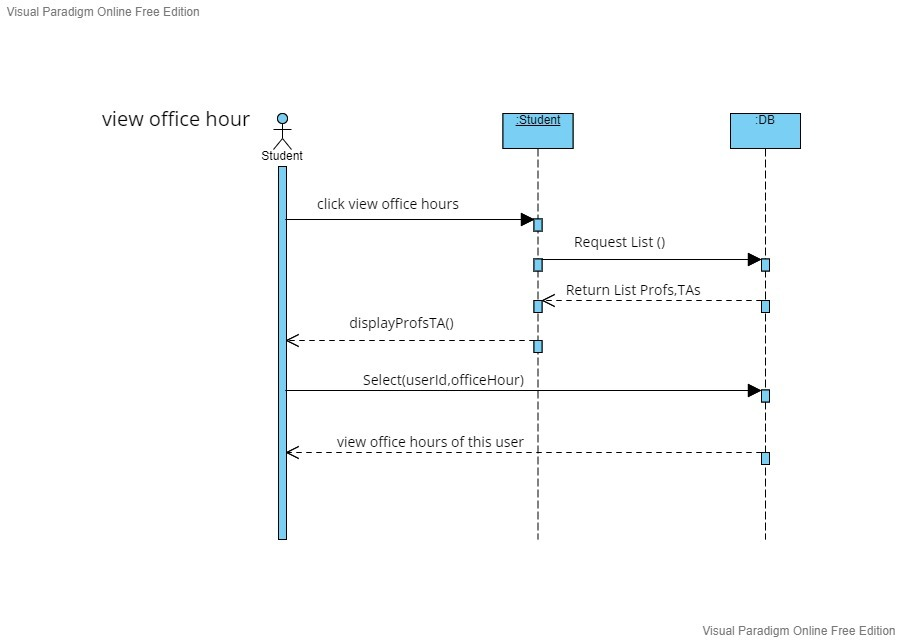 Visual Paradigm Online Free Edition
view office hour
Student
:Student
:DB
click view office hours
Request List ()
Return List Profs,TAs
displayProfsTA()
Select(userId,officeHour)
view office hours of this user
Visual Paradigm Online Free Edition